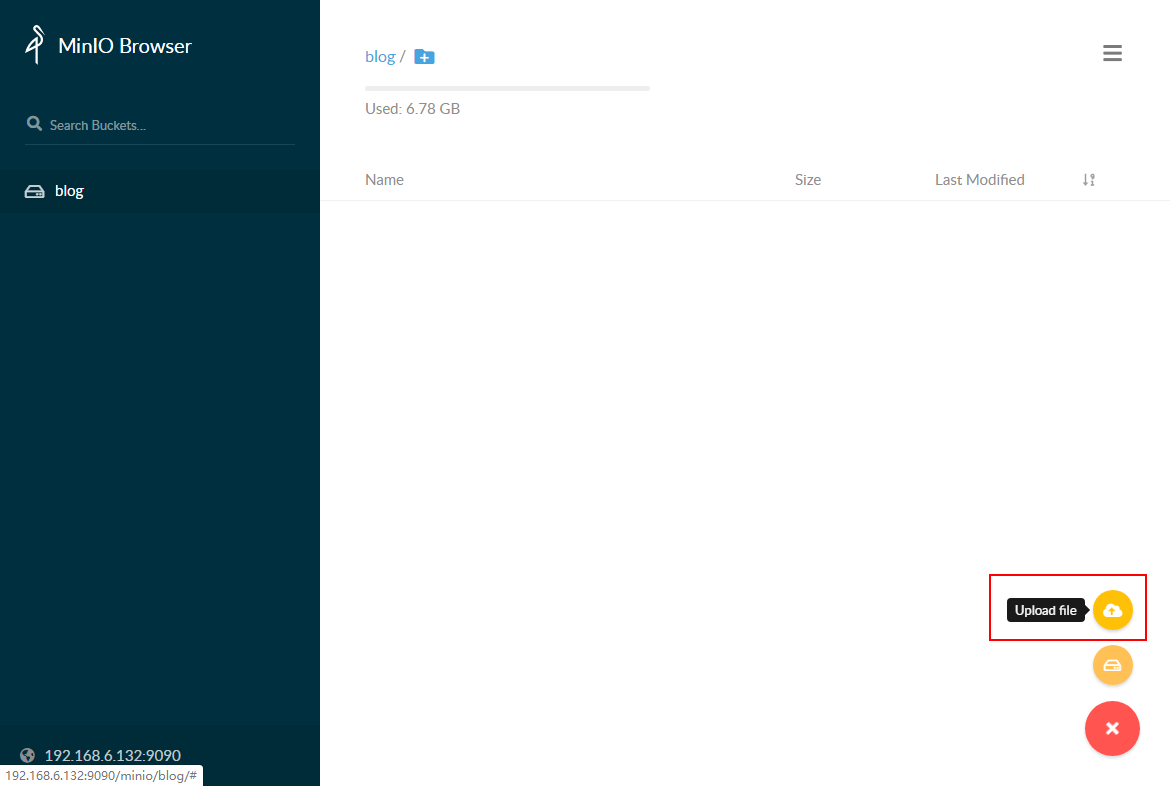 MinIO Browser
Search Buckets...
blog
blog /
Used: 6.78 GB
Name Size Last Modified
Upload file
192.168.6.132:9090
192.168.6.132:9090/minio/blog/#